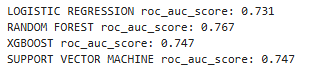 LOGISTIC REGRESSION roc_auc_score: 0.731
RANDOM FOREST roc_auc_score: 0.767
XGBOOST roc_auc_score: 0.747
SUPPORT VECTOR MACHINE roc_auc_score: 0.747